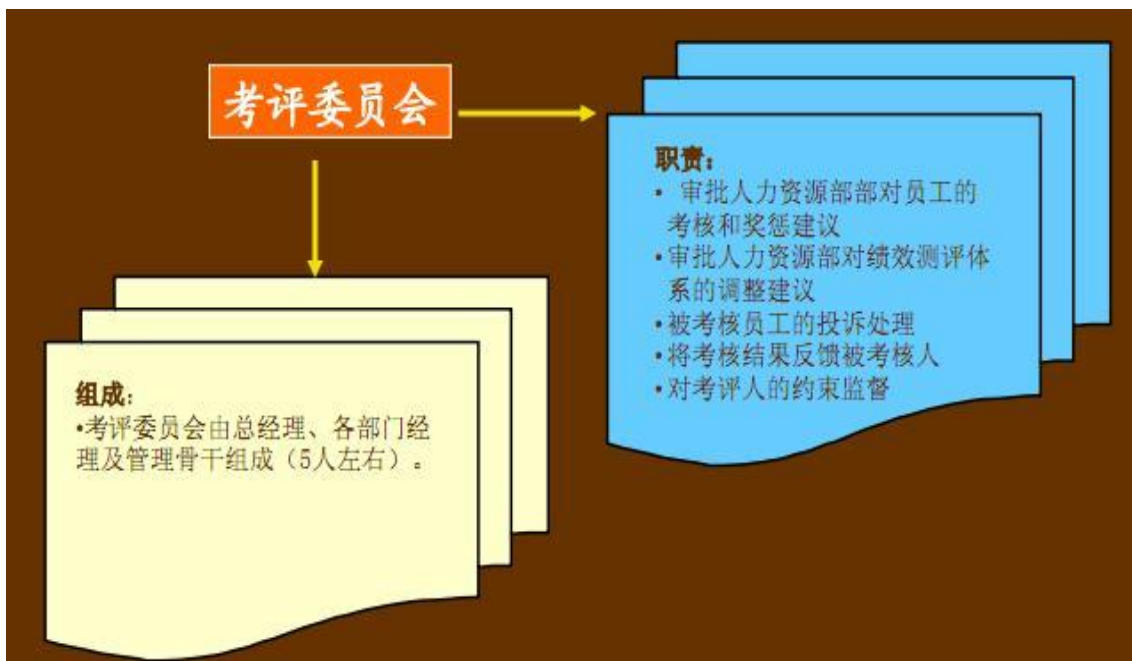 考评委员会
职责：
• 审批人力资源部部对员工的
考核和奖惩建议
•审批人力资源部对绩效测评体
系的调整建议
•被考核员工的投诉处理
•将考核结果反馈被考核人
•对考评人的约束监督
组成：
•考评委员会由总经理、各部门经
理及管理骨干组成（5人左右）。